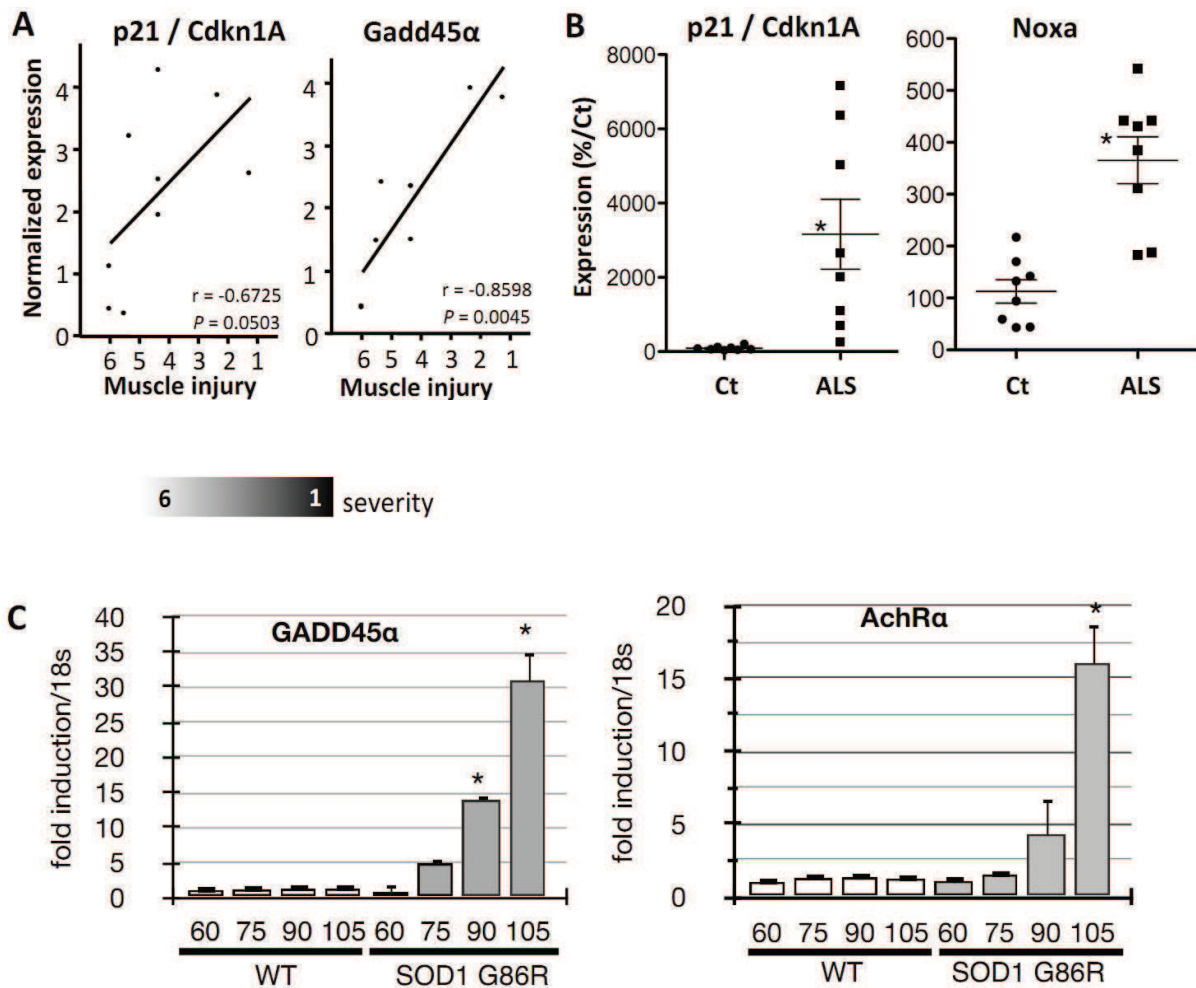 A
p21 / Cdkn1A
Gadd45α
Normalized expression
4
3
2
1
0
r = -0.6725
P = 0.0503
6 5 4 3 2 1
Muscle injury
4
3
2
1
0
r = -0.8598
P = 0.0045
6 5 4 3 2 1
Muscle injury
B
p21 / Cdkn1A
Noxa
Expression (%/Ct)
8000
6000
4000
2000
0
*
Ct ALS
600
500
400
300
200
100
0
*
Ct ALS
6 1 severity
C
GADD45α
fold induction/18s
40
35
30
25
20
15
10
5
0
*
*
60 75 90 105 60 75 90 105
WT SOD1 G86R
AchRα
fold induction/18s
20
15
10
5
0
*
60 75 90 105 60 75 90 105
WT SOD1 G86R